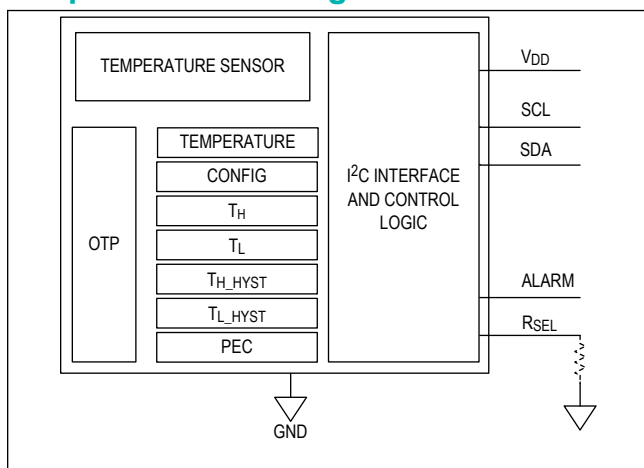 TEMPERATURE SENSOR
OTP
TEMPERATURE
CONFIG
TH
TL
TH_HYST
TL_HYST
PEC
I2C INTERFACE
AND CONTROL
LOGIC
VDD
SCL
SDA
ALARM
RSEL
GND